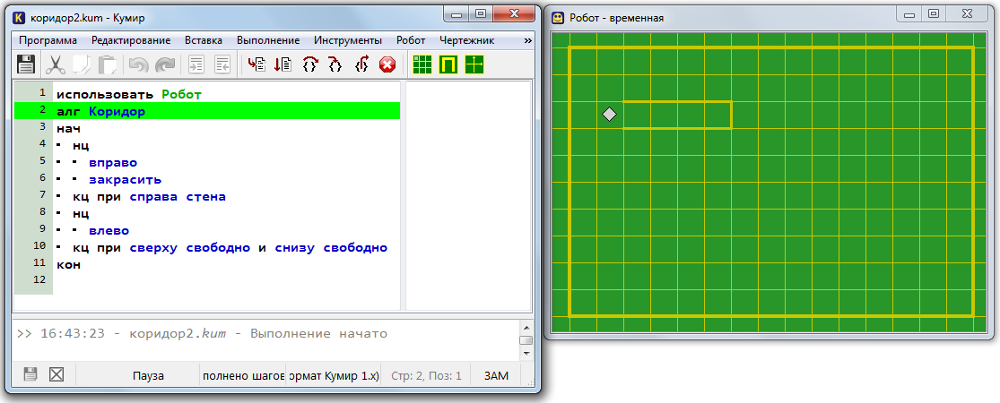 коридор2.kum - Кумир
Программа Редактирование Вставка Выполнение Инструменты Робот Чертежник »
1 использовать Робот
2 алг Коридор
3 нач
4 нц
5 вправо
6 закрасить
7 кц при справа стена
8 нц
9 влево
10 кц при сверху свободно и снизу свободно
11 кон
12
>> 16:43:23 - коридор2.kum - Выполнение начато
Пауза полнено шагов ормат Кумир 1.x) Стр: 2, Поз: 1 ЗАМ
Робот - временная